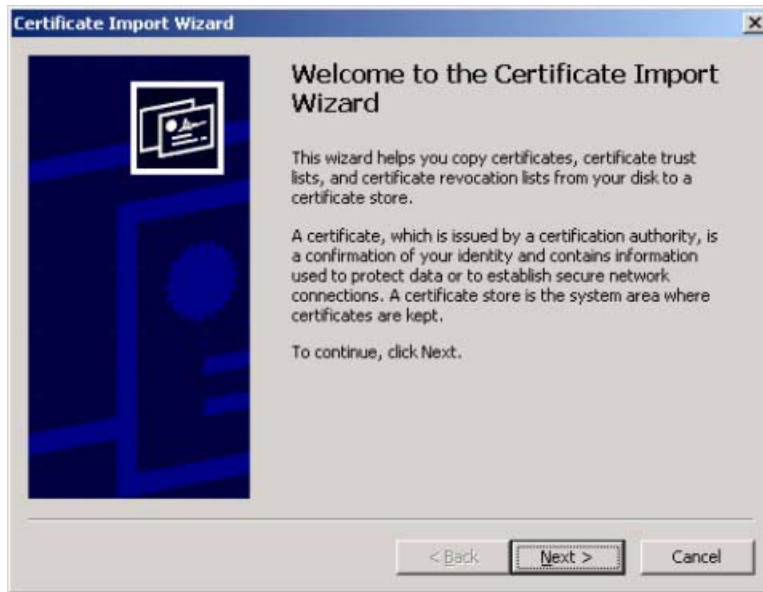 Certificate Import Wizard
Welcome to the Certificate Import
Wizard
This wizard helps you copy certificates, certificate trust
lists, and certificate revocation lists from your disk to a
certificate store.
A certificate, which is issued by a certification authority, is
a confirmation of your identity and contains information
used to protect data or to establish secure network
connections. A certificate store is the system area where
certificates are kept.
To continue, click Next.
< Back Next > Cancel